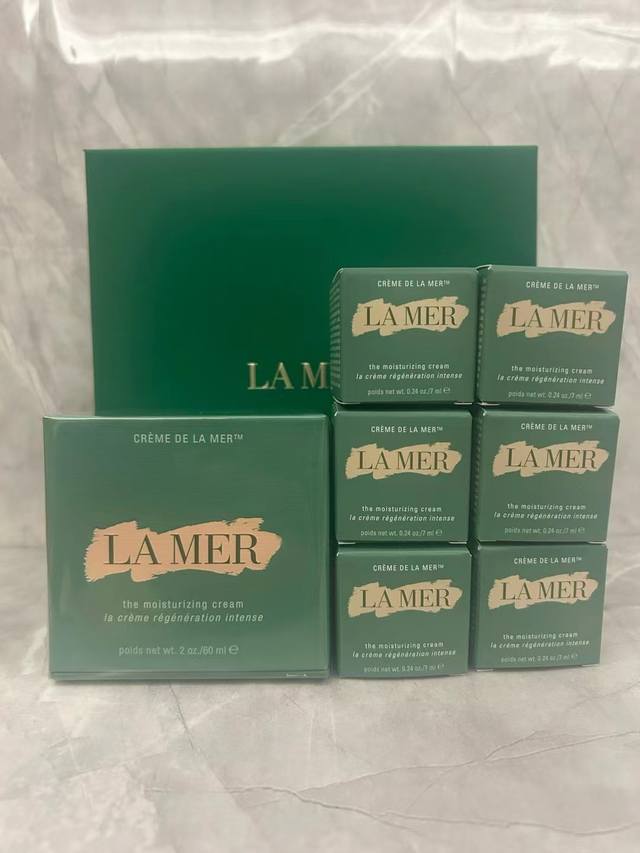 LA M
CRÈME DE LA MER™
LA MER
the moisturizing cream
la crème régénération intense
poids net wt. 0.24 oz./7 ml ℮
CRÈME DE LA MER™
LA MER
the moisturizing cream
la crème régénération intense
poids net wt. 0.24 oz./7 ml ℮
CRÈME DE LA MER™
LA MER
the moisturizing cream
la crème régénération intense
poids net wt. 0.24 oz./7 ml ℮
CRÈME DE LA MER™
LA MER
the moisturizing cream
la crème régénération intense
poids net wt. 0.24 oz./7 ml ℮
CRÈME DE LA MER™
LA MER
the moisturizing cream
la crème régénération intense
poids net wt. 2 oz./60 ml ℮
CRÈME DE LA MER™
LA MER
the moisturizing cream
la crème régénération intense
poids net wt. 0.24 oz./7 ml ℮
CRÈME DE LA MER™
LA MER
the moisturizing cream
la crème régénération intense
poids net wt. 0.24 oz./7 ml ℮